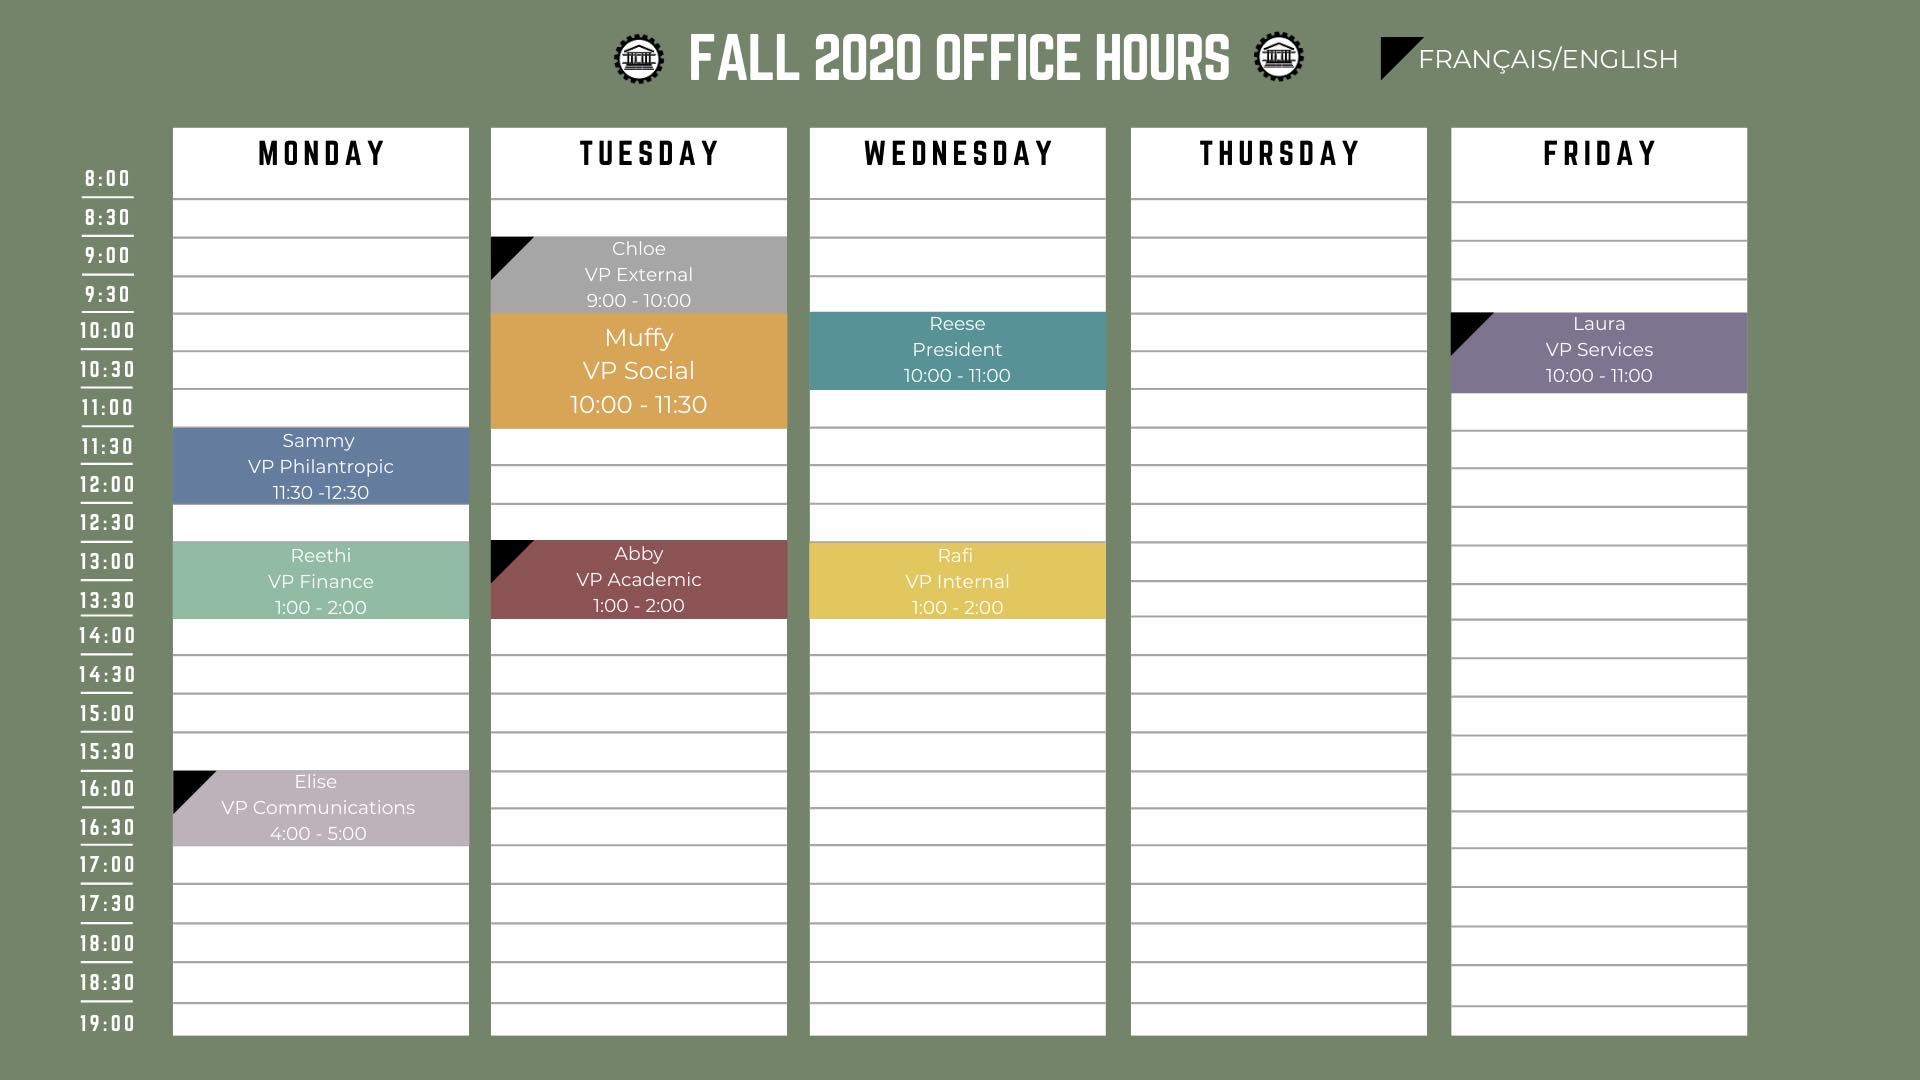 FALL 2020 OFFICE HOURS
FRANÇAIS/ENGLISH
MONDAY
TUESDAY
WEDNESDAY
THURSDAY
FRIDAY
8:00
8:30
9:00
9:30
10:00
10:30
11:00
11:30
12:00
12:30
13:00
13:30
14:00
14:30
15:00
15:30
16:00
16:30
17:00
17:30
18:00
18:30
19:00
Sammy
VP Philantropic
11:30 -12:30
Reethi
VP Finance
1:00 - 2:00
Elise
VP Communications
4:00 - 5:00
Chloe
VP External
9:00 - 10:00
Muffy
VP Social
10:00 - 11:30
Abby
VP Academic
1:00 - 2:00
Reese
President
10:00 - 11:00
Rafi
VP Internal
1:00 - 2:00
Laura
VP Services
10:00 - 11:00